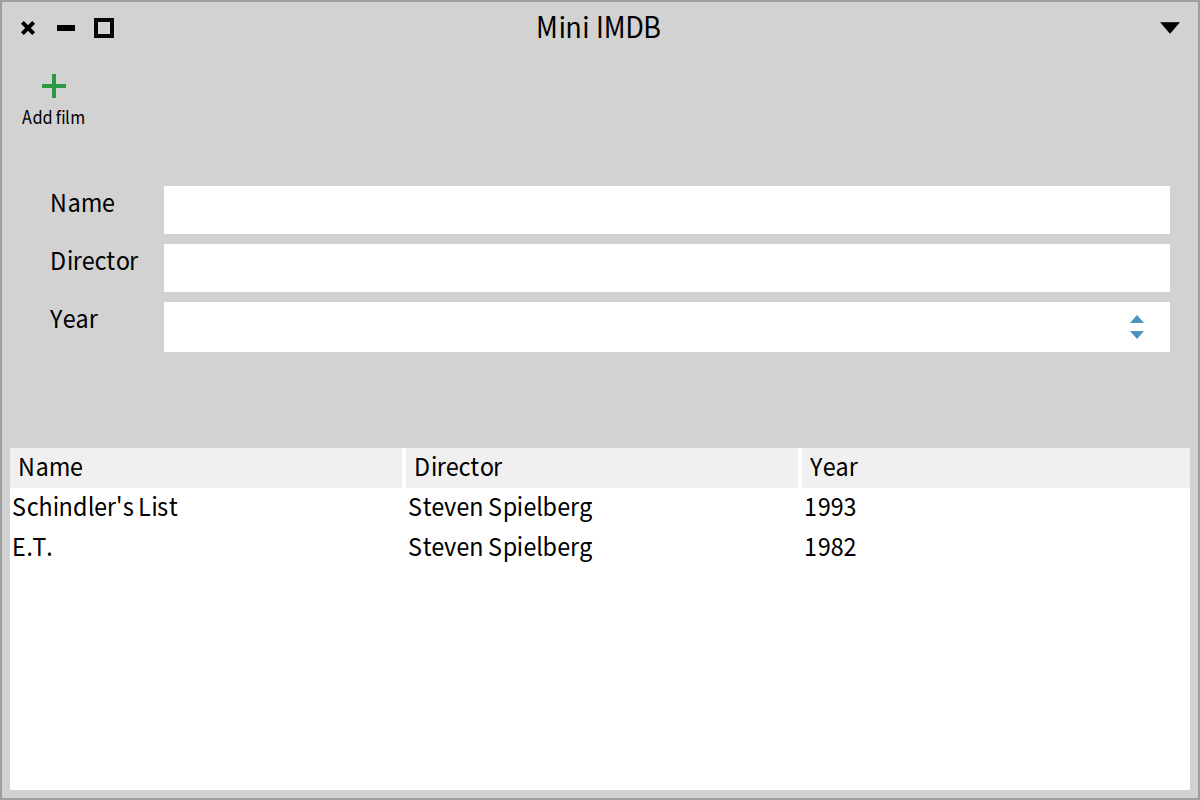 Mini IMDB
Add film
Name
Director
Year
Name Director Year
Schindler's List Steven Spielberg 1993
E.T. Steven Spielberg 1982